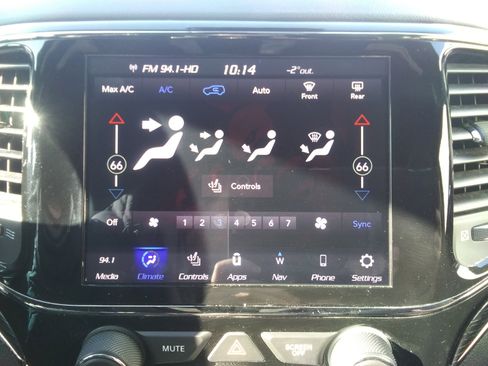 FM 94.1-HD 10:14 -2° out.
Max A/C A/C Auto Front Rear
66 66
Controls
Off 1 2 3 4 5 6 7 Sync
94.1 W
Media Climate Controls Apps Nav Phone Settings
MUTE SCREEN OFF